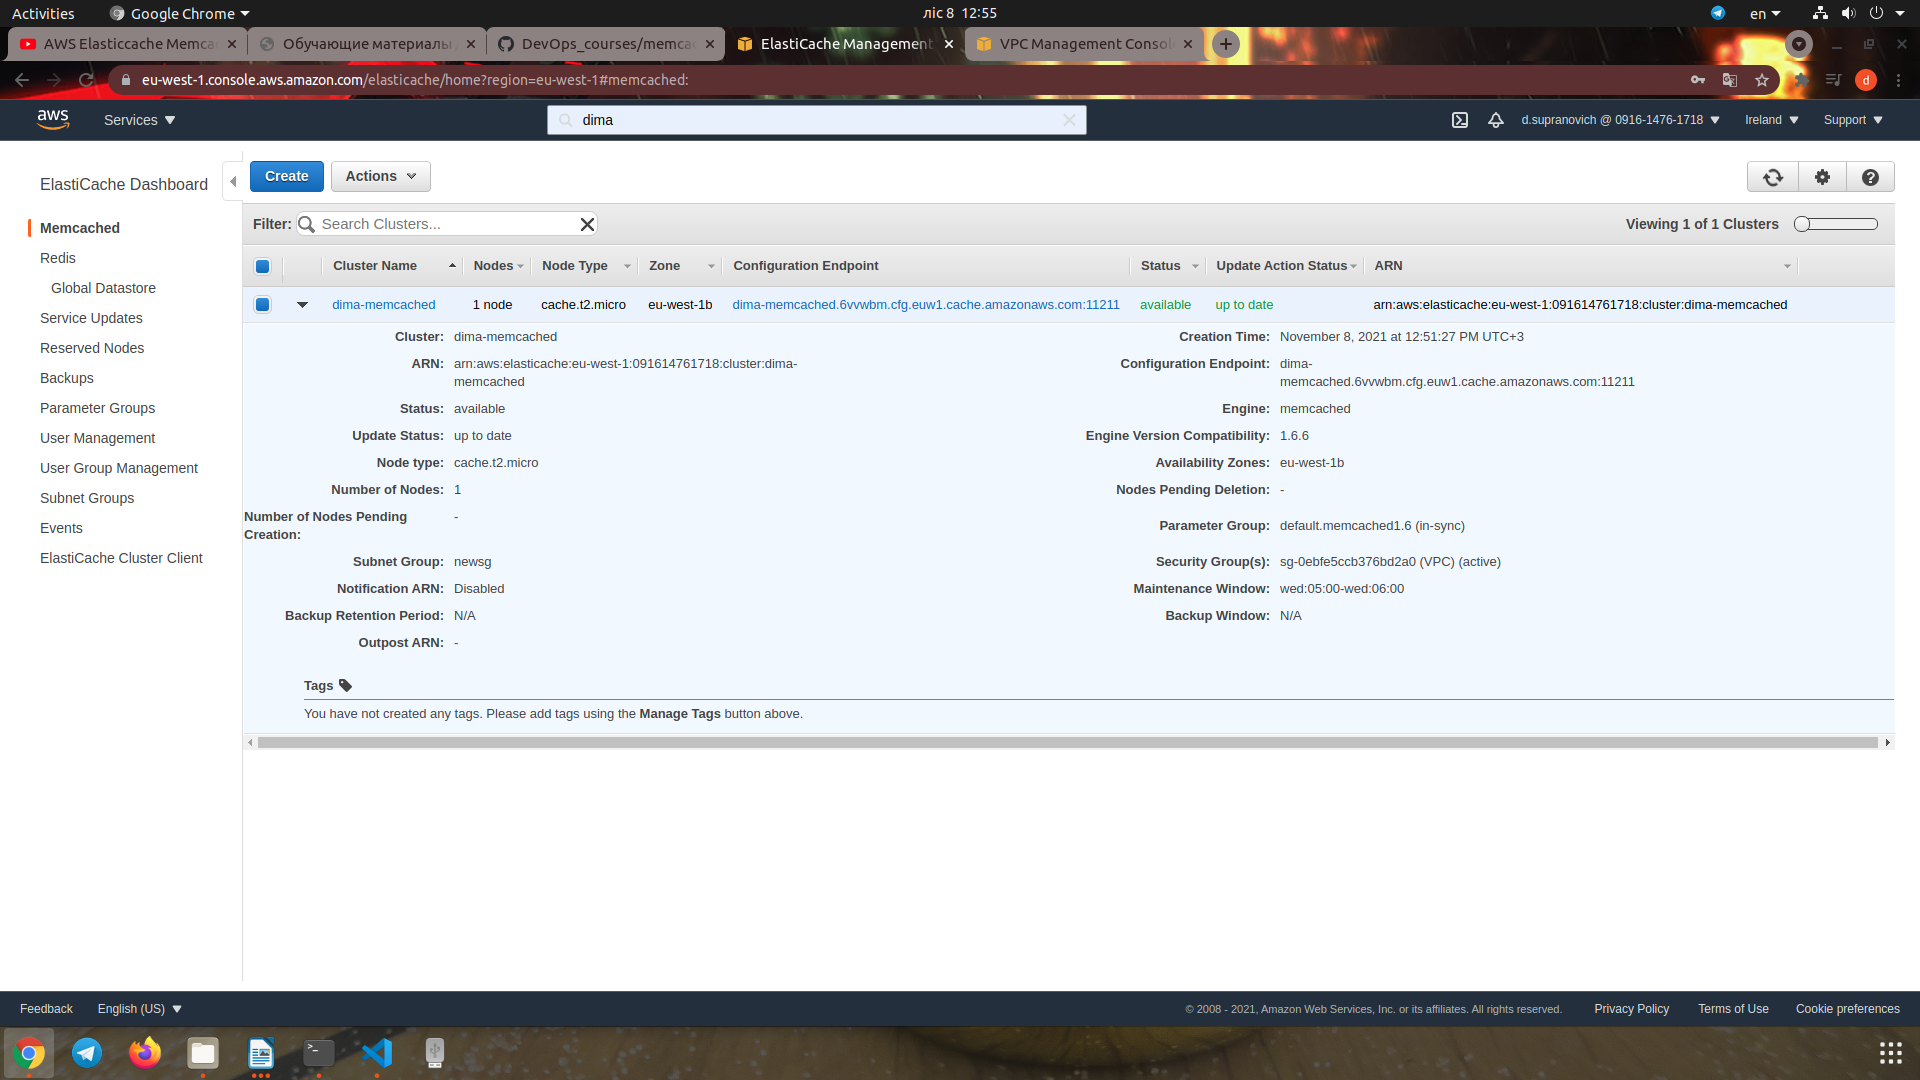 Activities Google Chrome ліс 8 12:55 en
AWS Elasticcache Memca Обучающие материалы DevOps_courses/memca ElastiCache Management VPC Management Consol
eu-west-1.console.aws.amazon.com/elasticache/home?region=eu-west-1#memcached: d
aws Services dima d.supranovich @ 0916-1476-1718 Ireland Support
ElastiCache Dashboard
Memcached
Redis
Global Datastore
Service Updates
Reserved Nodes
Backups
Parameter Groups
User Management
User Group Management
Subnet Groups
Events
ElastiCache Cluster Client
Create Actions
Filter: Search Clusters... Viewing 1 of 1 Clusters
Cluster Name Nodes Node Type Zone Configuration Endpoint Status Update Action Status ARN
dima-memcached 1 node cache.t2.micro eu-west-1b dima-memcached.6vvwbm.cfg.euw1.cache.amazonaws.com:11211 available up to date arn:aws:elasticache:eu-west-1:091614761718:cluster:dima-memcached
Cluster: dima-memcached Creation Time: November 8, 2021 at 12:51:27 PM UTC+3
ARN: arn:aws:elasticache:eu-west-1:091614761718:cluster:dima- Configuration Endpoint: dima-
memcached memcached.6vvwbm.cfg.euw1.cache.amazonaws.com:11211
Status: available Engine: memcached
Update Status: up to date Engine Version Compatibility: 1.6.6
Node type: cache.t2.micro Availability Zones: eu-west-1b
Number of Nodes: 1 Nodes Pending Deletion: -
Number of Nodes Pending -
Creation: Parameter Group: default.memcached1.6 (in-sync)
Subnet Group: newsg Security Group(s): sg-0ebfe5ccb376bd2a0 (VPC) (active)
Notification ARN: Disabled Maintenance Window: wed:05:00-wed:06:00
Backup Retention Period: N/A Backup Window: N/A
Outpost ARN: -
Tags
You have not created any tags. Please add tags using the Manage Tags button above.
Feedback English (US) © 2008 - 2021, Amazon Web Services, Inc. or its affiliates. All rights reserved. Privacy Policy Terms of Use Cookie preferences